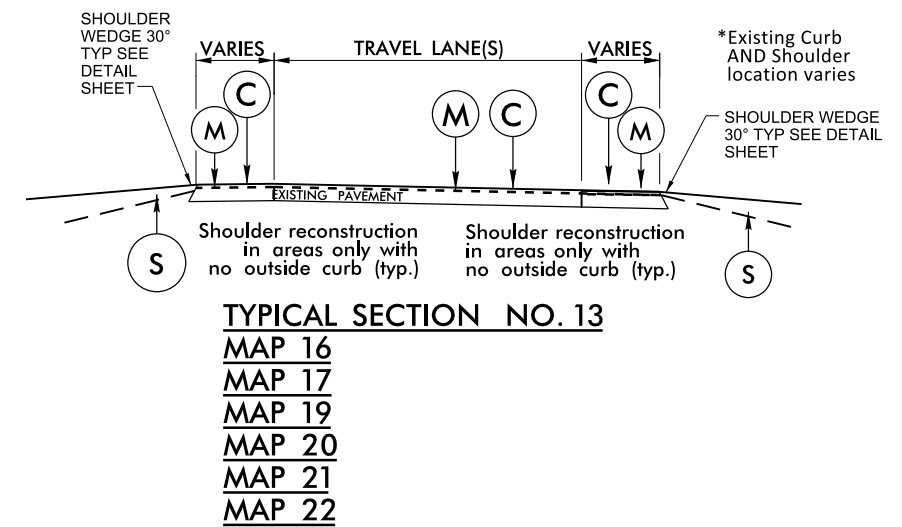 SHOULDER
WEDGE 30°
TYP SEE
DETAIL
SHEET
VARIES
TRAVEL LANE(S)
VARIES
*Existing Curb
AND Shoulder
location varies
M
C
M
C
C
M
SHOULDER WEDGE
30° TYP SEE DETAIL
SHEET
EXISTING PAVEMENT
S
Shoulder reconstruction
in areas only with
no outside curb (typ.)
Shoulder reconstruction
in areas only with
no outside curb (typ.)
S
TYPICAL SECTION NO. 13
MAP 16
MAP 17
MAP 19
MAP 20
MAP 21
MAP 22